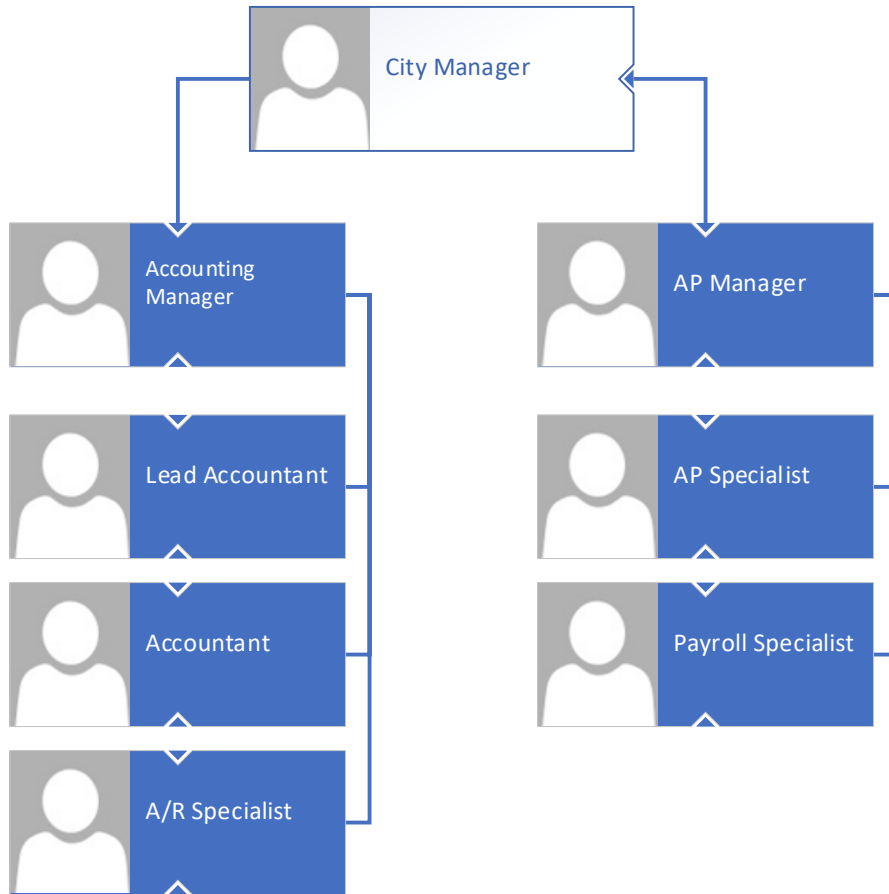 City Manager
Accounting
Manager
Lead Accountant
Accountant
A/R Specialist
AP Manager
AP Specialist
Payroll Specialist